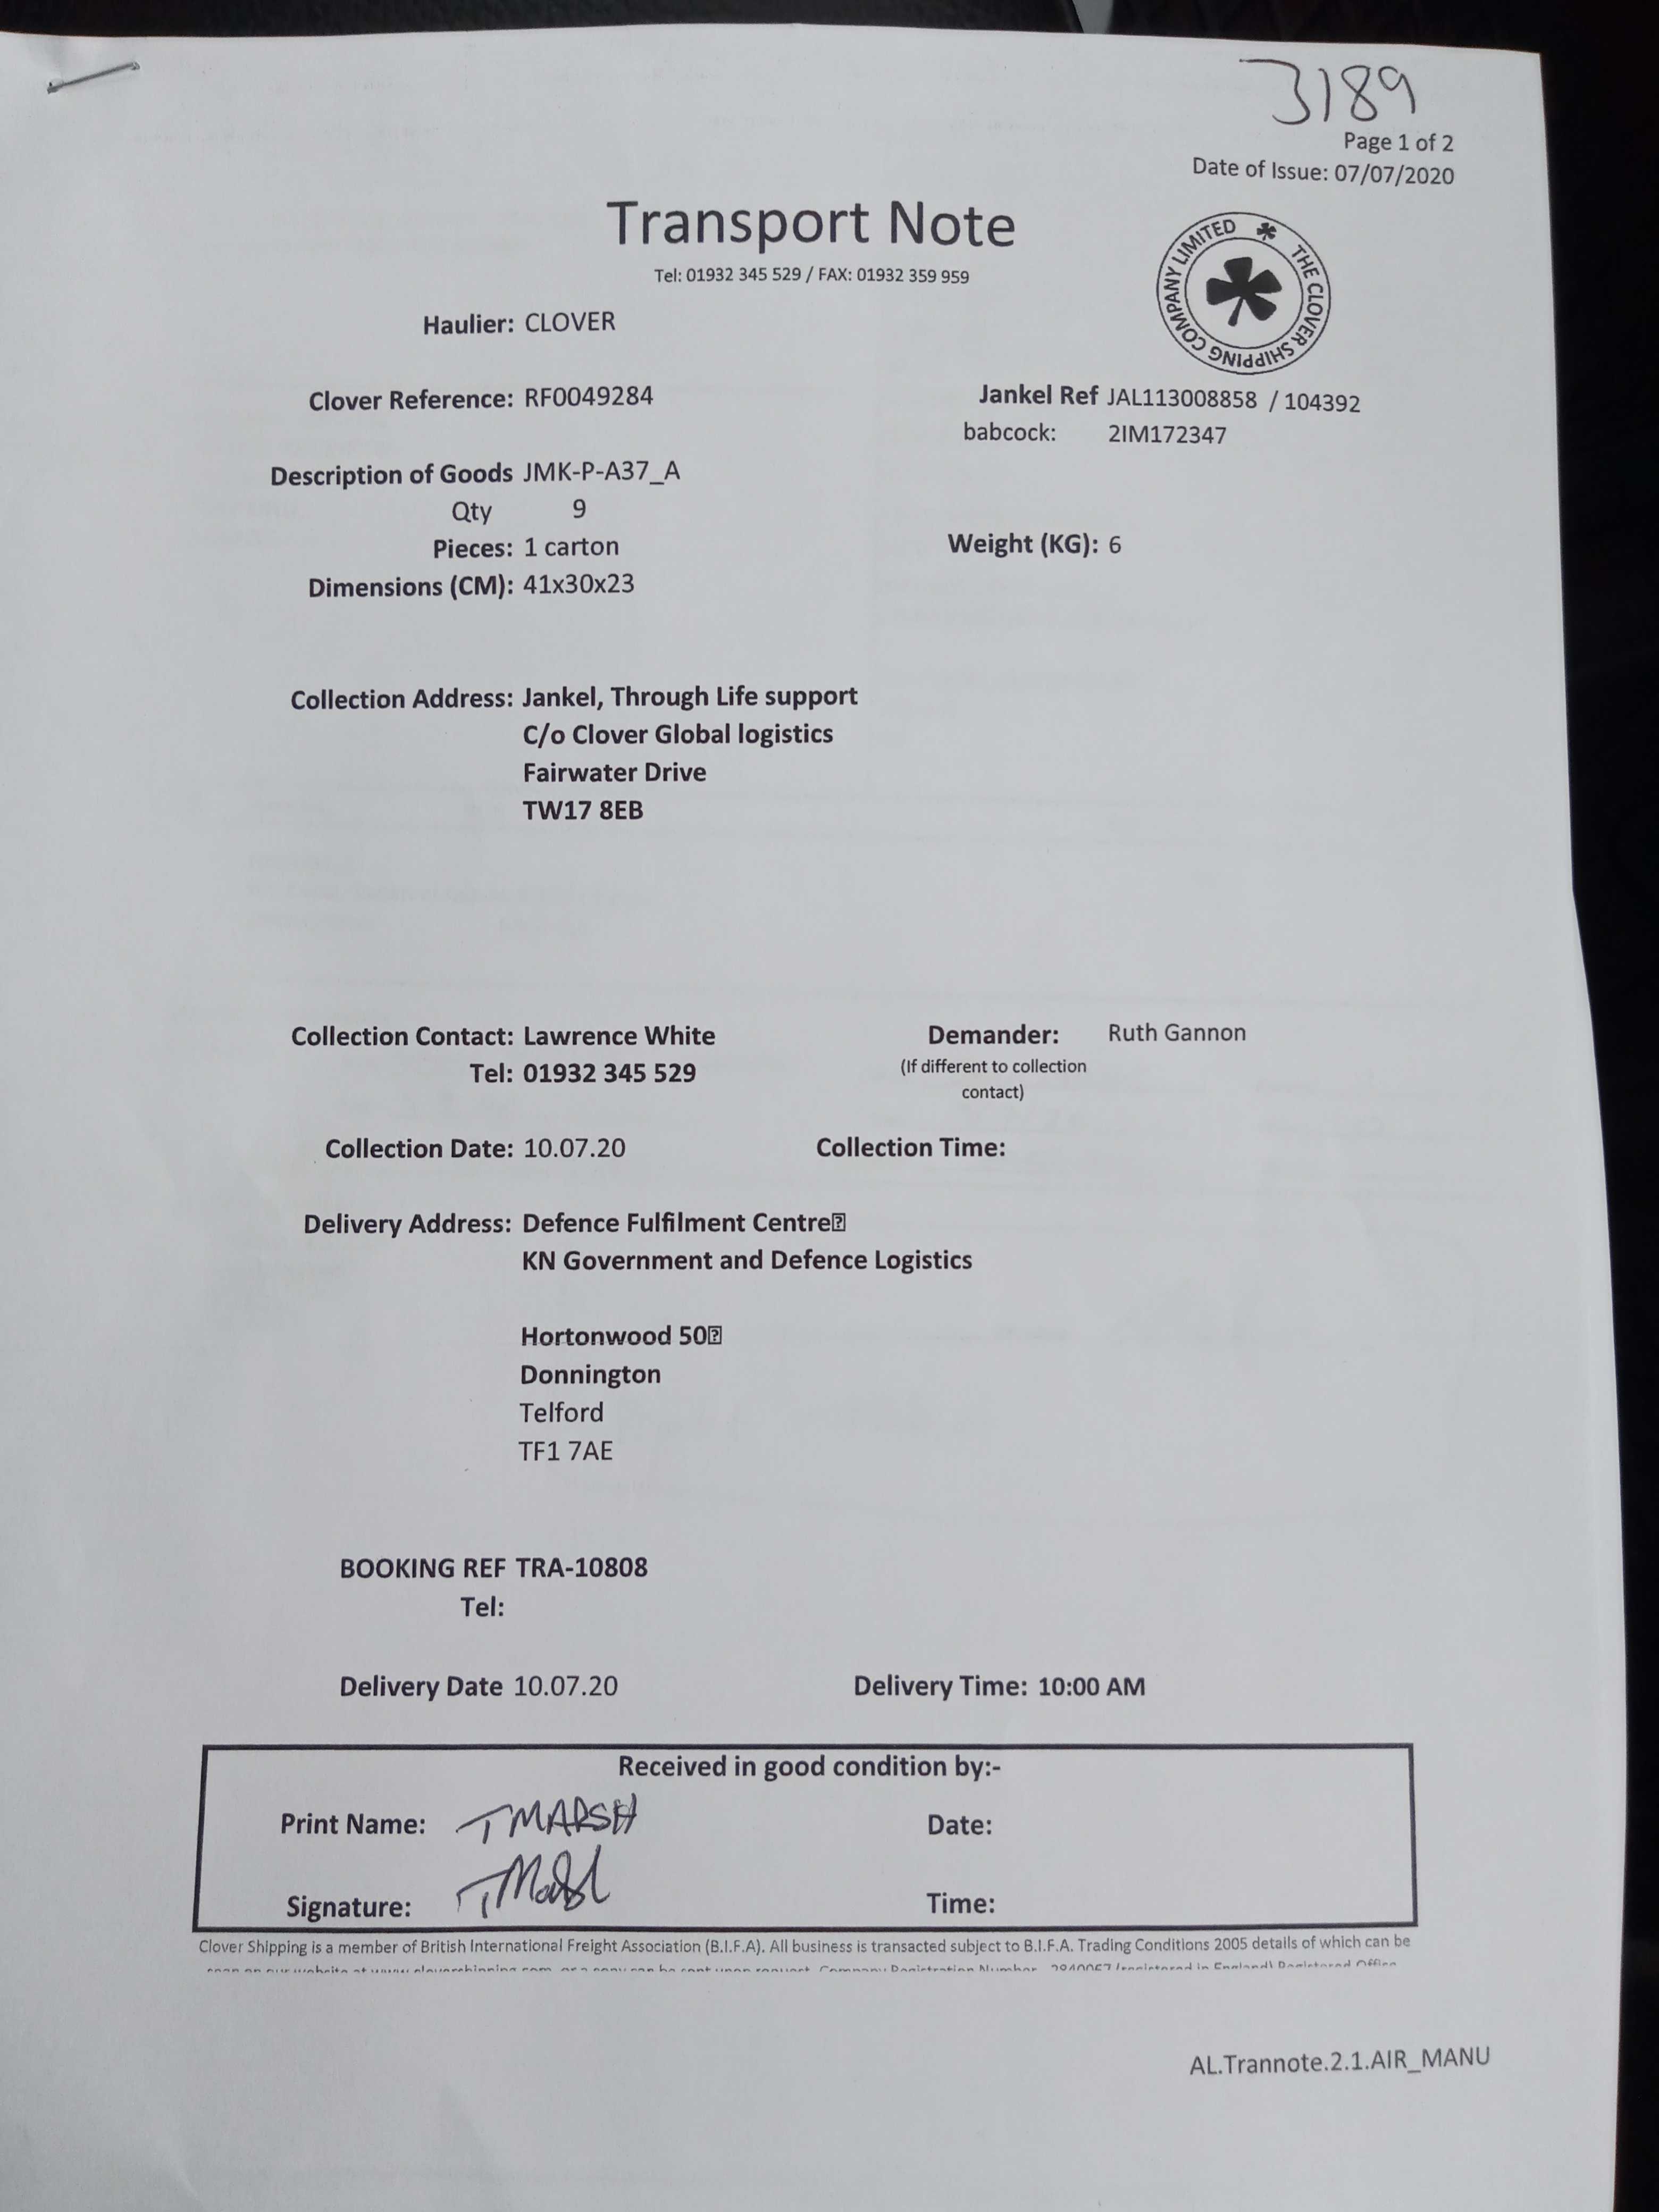 3189
Page 1 of 2
Date of Issue: 07/07/2020
Transport Note
Tel: 01932 345 529 / FAX: 01932 359 959
THE CLOVER SHIPPING COMPANY LIMITED
Haulier: CLOVER
Clover Reference: RF0049284 Jankel Ref JAL113008858 / 104392
babcock: 2IM172347
Description of Goods JMK-P-A37_A
Qty 9
Pieces: 1 carton Weight (KG): 6
Dimensions (CM): 41x30x23
Collection Address: Jankel, Through Life support
C/o Clover Global logistics
Fairwater Drive
TW17 8EB
Collection Contact: Lawrence White Demander: Ruth Gannon
Tel: 01932 345 529 (If different to collection
contact)
Collection Date: 10.07.20 Collection Time:
Delivery Address: Defence Fulfilment Centre
KN Government and Defence Logistics
Hortonwood 50
Donnington
Telford
TF1 7AE
BOOKING REF TRA-10808
Tel:
Delivery Date 10.07.20 Delivery Time: 10:00 AM
Received in good condition by:-
Print Name: T MARSH Date:
Signature: T Marsh Time:
Clover Shipping is a member of British International Freight Association (B.I.F.A). All business is transacted subject to B.I.F.A. Trading Conditions 2005 details of which can be
AL.Trannote.2.1.AIR_MANU